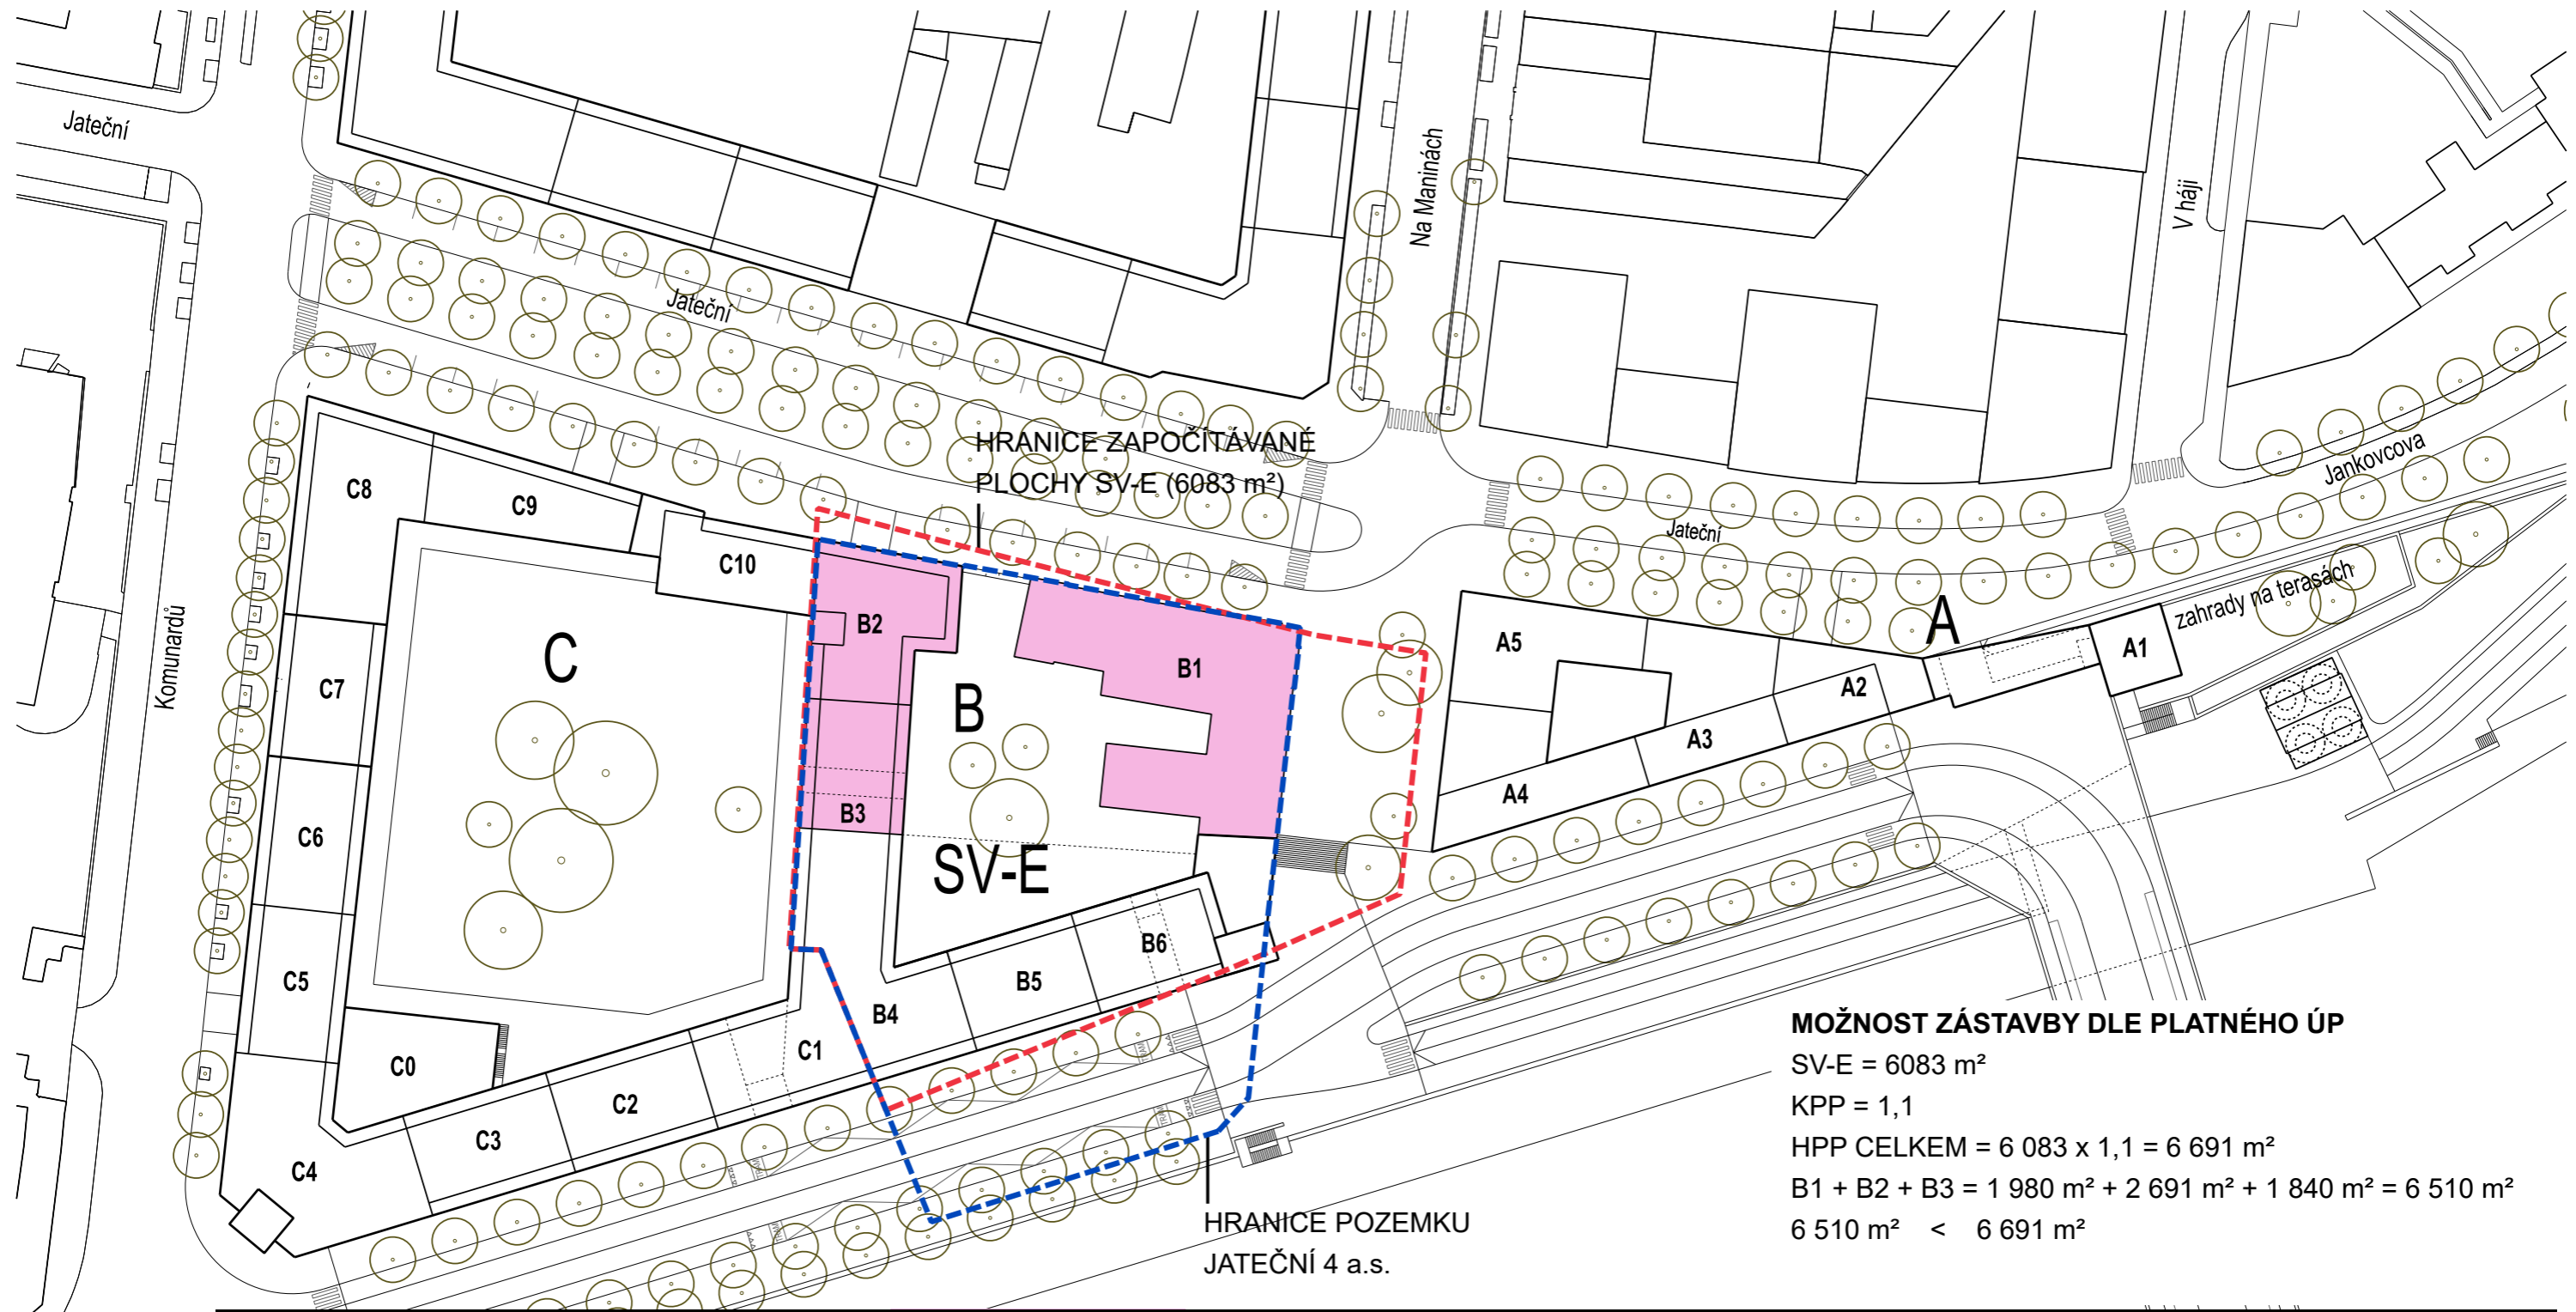 Jateční
Na Maninách
V háji
Jateční
Jankovcova
HRANICE ZAPOČÍTÁVANÉ
PLOCHY SV-E (6083 m²)
Jateční
zahrady na terasách
Komunardů
C8
C9
C10
C7
C6
C5
C0
C4
C3
C2
C1
C
B2
B1
B
B3
SV-E
B6
B5
B4
A5
A
A1
A2
A3
A4
TRAM
TRAM
TRAM
TRAM
HRANICE POZEMKU
JATEČNÍ 4 a.s.
MOŽNOST ZÁSTAVBY DLE PLATNÉHO ÚP
SV-E = 6083 m²
KPP = 1,1
HPP CELKEM = 6 083 x 1,1 = 6 691 m²
B1 + B2 + B3 = 1 980 m² + 2 691 m² + 1 840 m² = 6 510 m²
6 510 m² < 6 691 m²